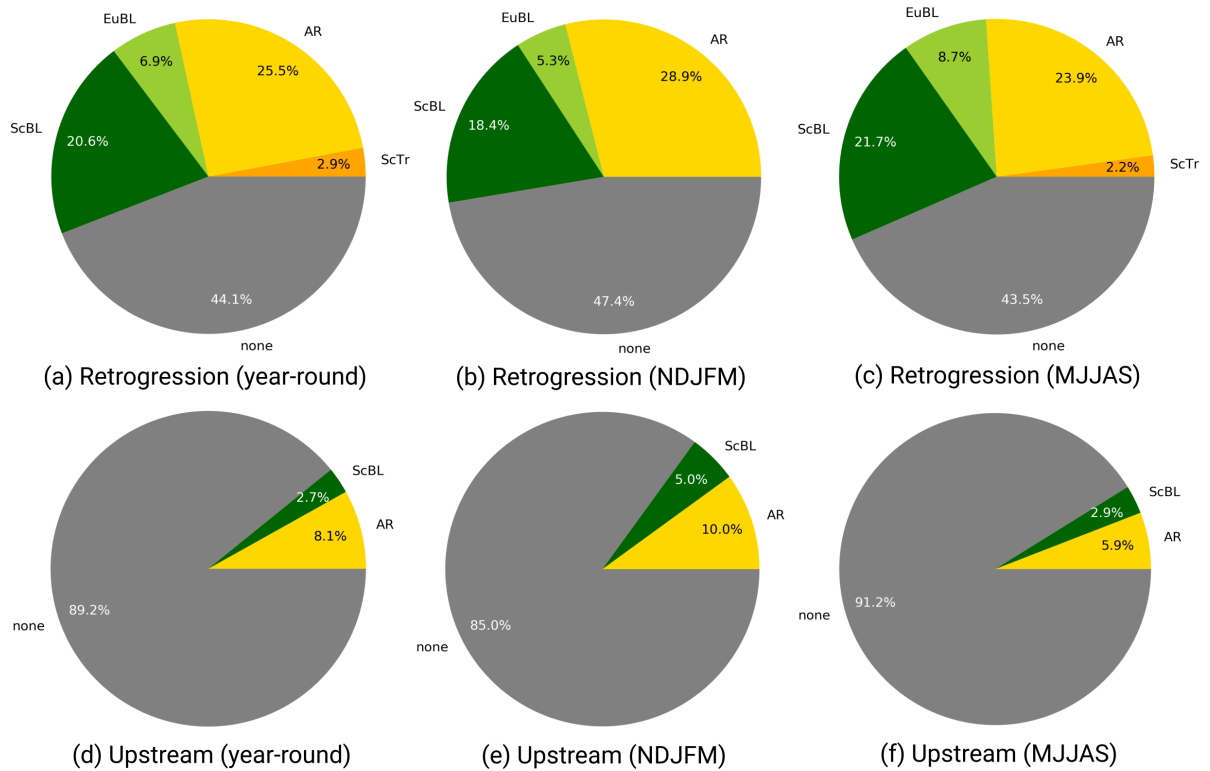 EuBL
AR
6.9%
25.5%
ScBL
20.6%
2.9%
ScTr
44.1%
none
(a) Retrogression (year-round)
EuBL
AR
5.3%
28.9%
ScBL
18.4%
47.4%
none
(b) Retrogression (NDJFM)
EuBL
AR
8.7%
23.9%
ScBL
21.7%
2.2%
ScTr
43.5%
none
(c) Retrogression (MJJAS)
ScBL
2.7%
AR
8.1%
89.2%
none
(d) Upstream (year-round)
ScBL
5.0%
AR
10.0%
85.0%
none
(e) Upstream (NDJFM)
ScBL
2.9%
AR
5.9%
91.2%
none
(f) Upstream (MJJAS)